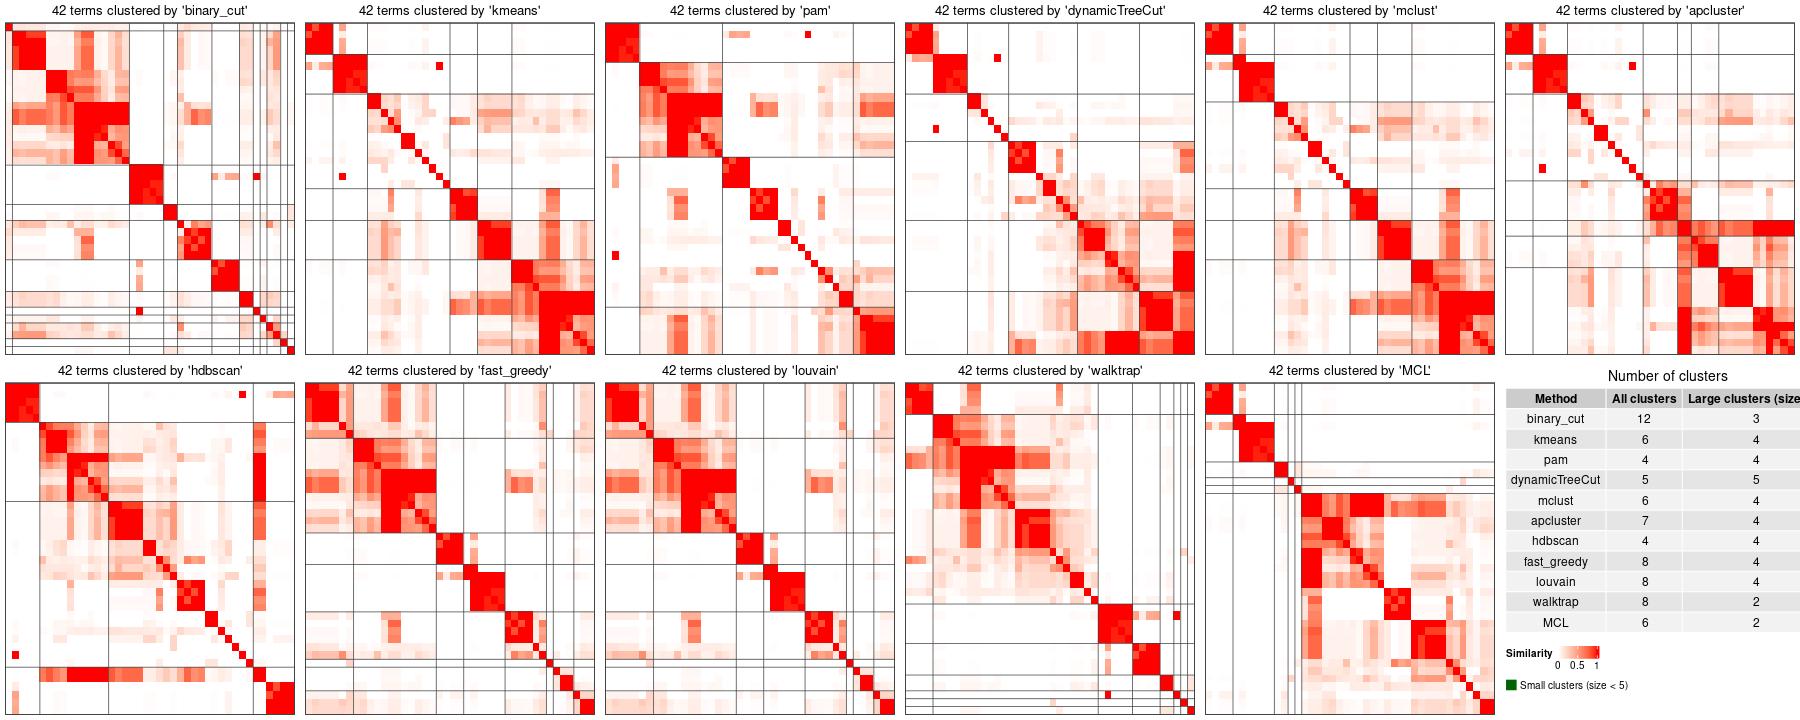 42 terms clustered by 'binary_cut'
42 terms clustered by 'kmeans'
42 terms clustered by 'pam'
42 terms clustered by 'dynamicTreeCut'
42 terms clustered by 'mclust'
42 terms clustered by 'apcluster'
42 terms clustered by 'hdbscan'
42 terms clustered by 'fast_greedy'
42 terms clustered by 'louvain'
42 terms clustered by 'walktrap'
42 terms clustered by 'MCL'
Number of clusters
Method All clusters Large clusters (size
binary_cut 12 3
kmeans 6 4
pam 4 4
dynamicTreeCut 5 5
mclust 6 4
apcluster 7 4
hdbscan 4 4
fast_greedy 8 4
louvain 8 4
walktrap 8 2
MCL 6 2
Similarity
0 0.5 1
Small clusters (size < 5)